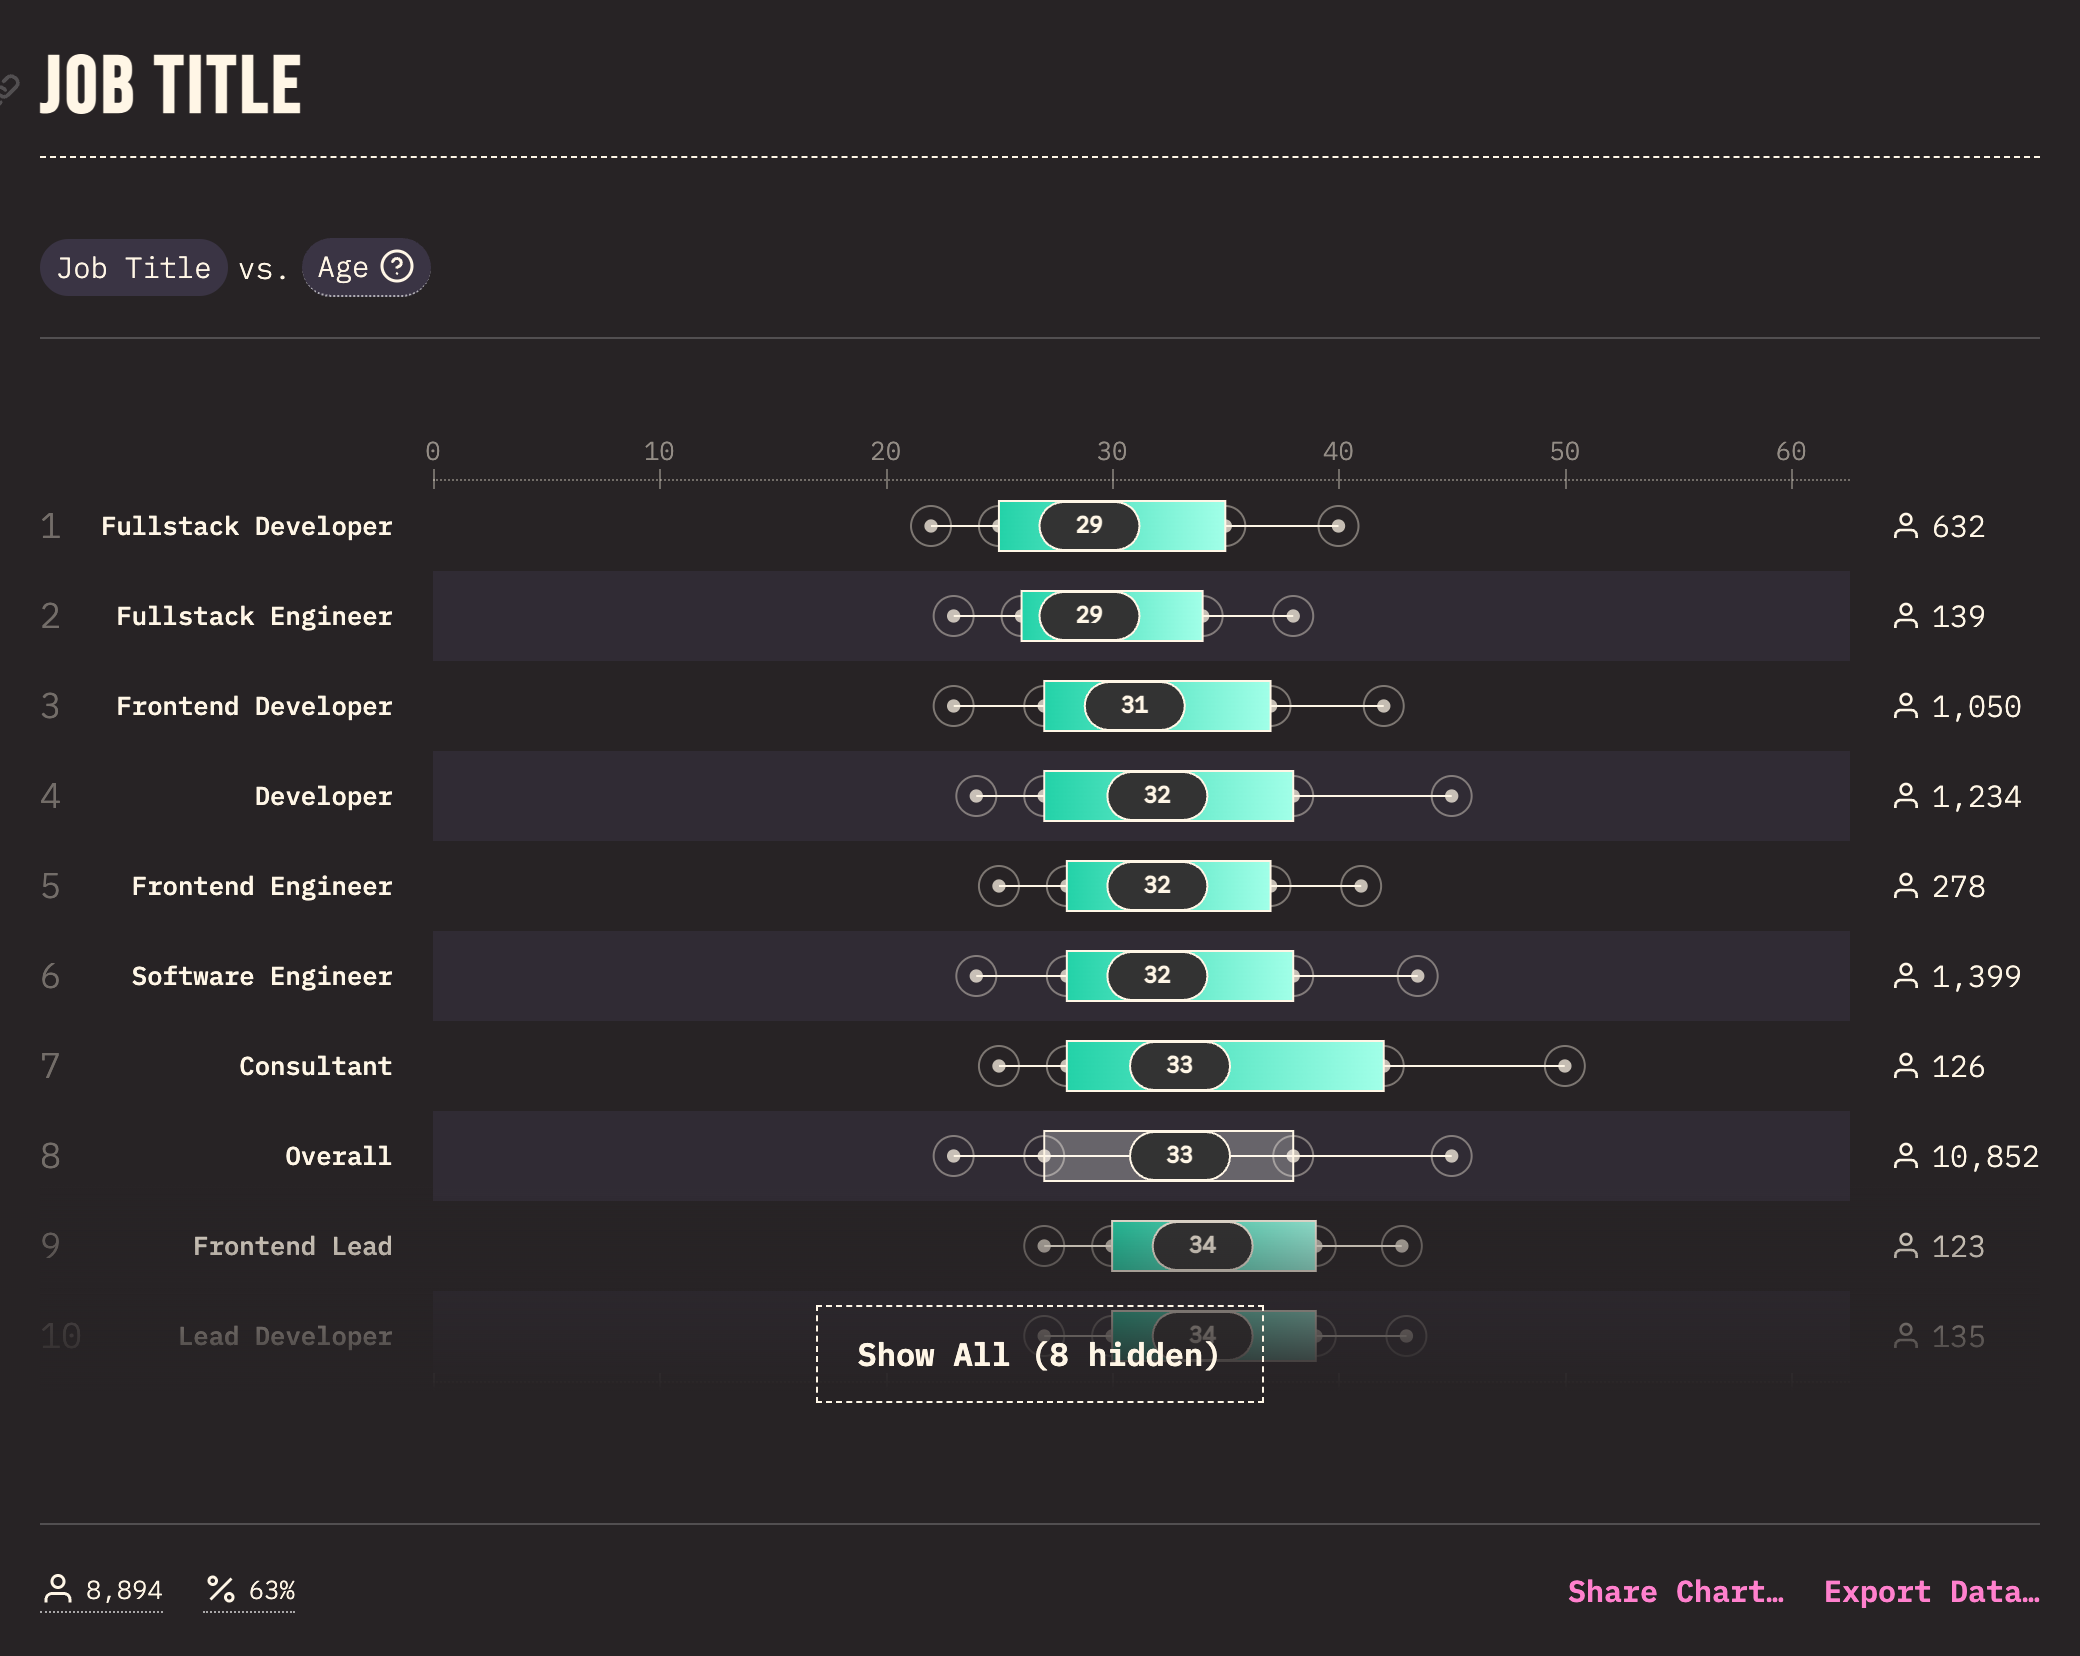 JOB TITLE
Job Title vs. Age ?
0 10 20 30 40 50 60
1 Fullstack Developer 29 632
2 Fullstack Engineer 29 139
3 Frontend Developer 31 1,050
4 Developer 32 1,234
5 Frontend Engineer 32 278
6 Software Engineer 32 1,399
7 Consultant 33 126
8 Overall 33 10,852
9 Frontend Lead 34 123
10 Lead Developer 34 135
Show All (8 hidden)
8,894 % 63% Share Chart… Export Data…